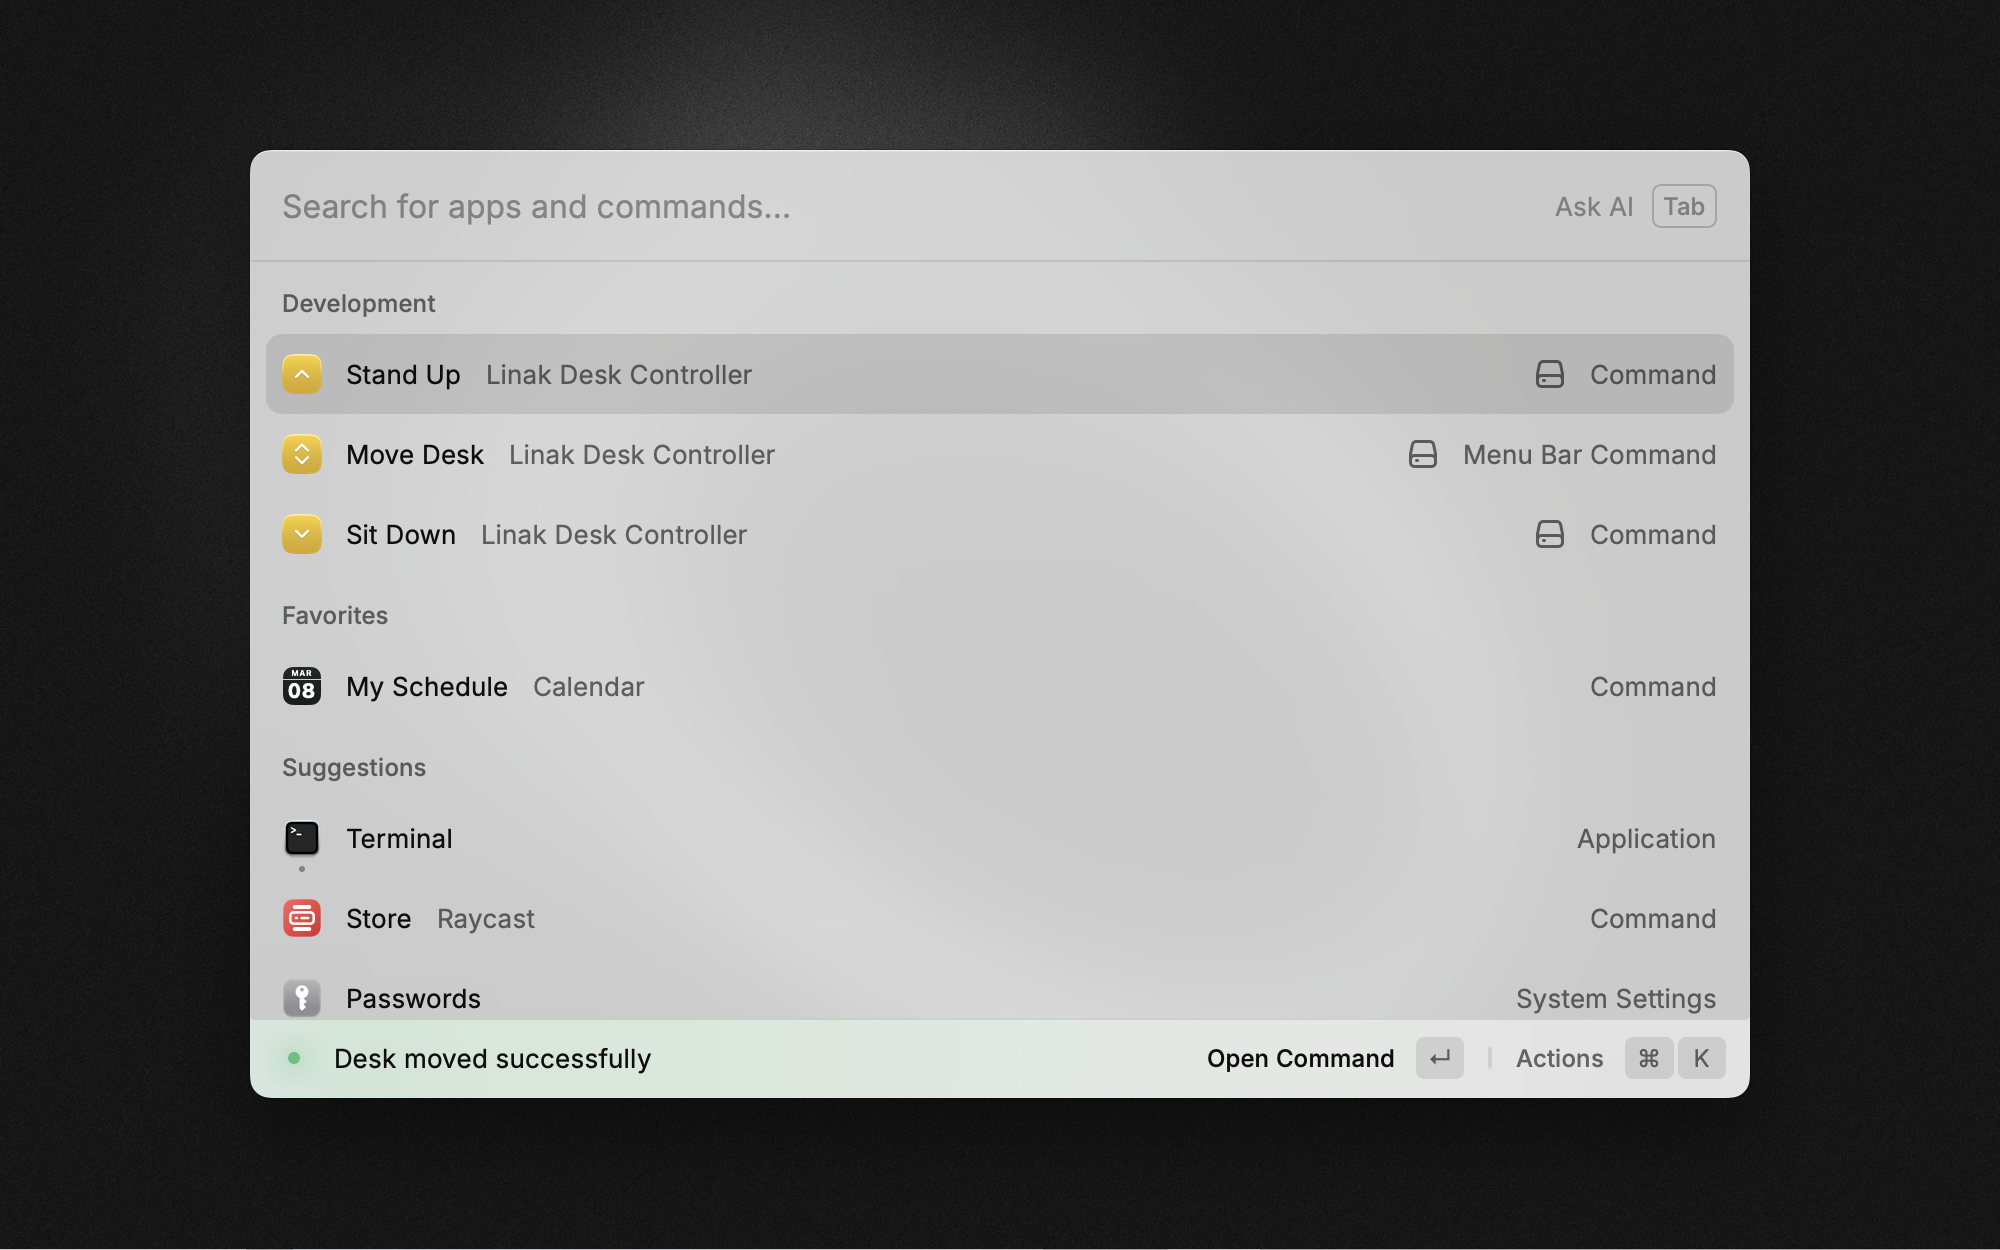 Search for apps and commands... Ask AI Tab
Development
Stand Up Linak Desk Controller Command
Move Desk Linak Desk Controller Menu Bar Command
Sit Down Linak Desk Controller Command
Favorites
MAR
08 My Schedule Calendar Command
Suggestions
>_ Terminal Application
Store Raycast Command
Passwords System Settings
Desk moved successfully Open Command ↵ Actions ⌘ K